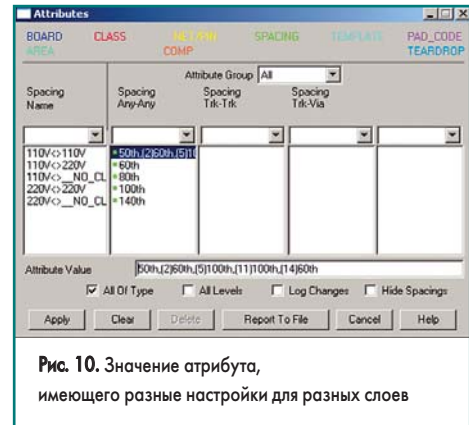 Attributes
BOARD CLASS NET/PIN SPACING TEMPLATE PAD_CODE
AREA COMP TEARDROP
Attribute Group All
Spacing Name Spacing Any-Any Spacing Trk-Trk Spacing Trk-Via
110V<>110V 50th,(2)60th,(5)10
110V<>220V 60th
110V<>__NO_CL 80th
220V<>220V 100th
220V<>__NO_CL 140th
Attribute Value 50th,(2)60th,(5)100th,(11)100th,(14)60th
All Of Type All Levels Log Changes Hide Spacings
Apply Clear Delete Report To File Cancel Help
Рис. 10. Значение атрибута,
имеющего разные настройки для разных слоев